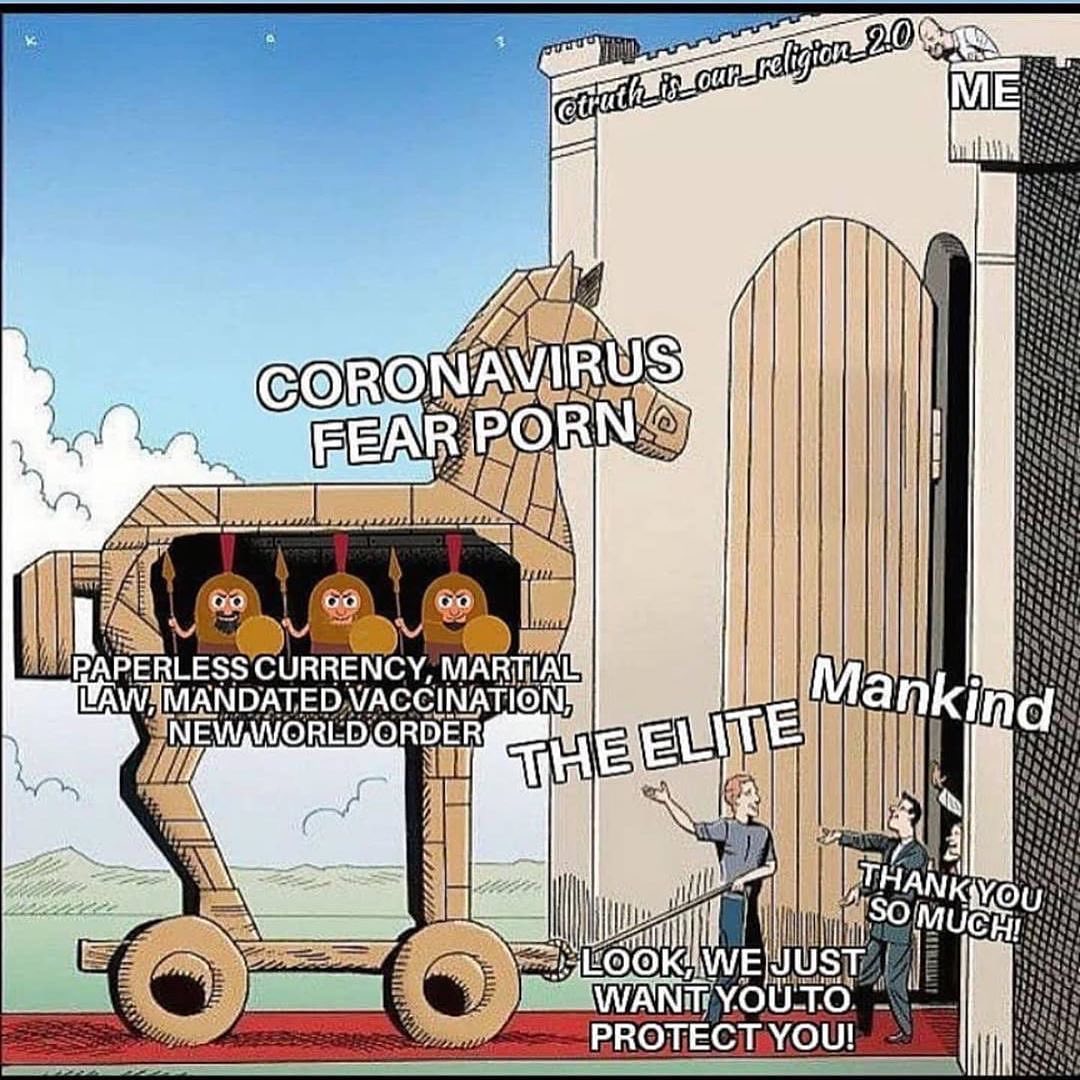 @truth_is_our_religion_2.0
ME
CORONAVIRUS
FEAR PORN
PAPERLESS CURRENCY, MARTIAL
LAW, MANDATED VACCINATION,
NEW WORLD ORDER
THE ELITE
Mankind
THANK YOU
SO MUCH!
LOOK, WE JUST
WANT YOU TO
PROTECT YOU!